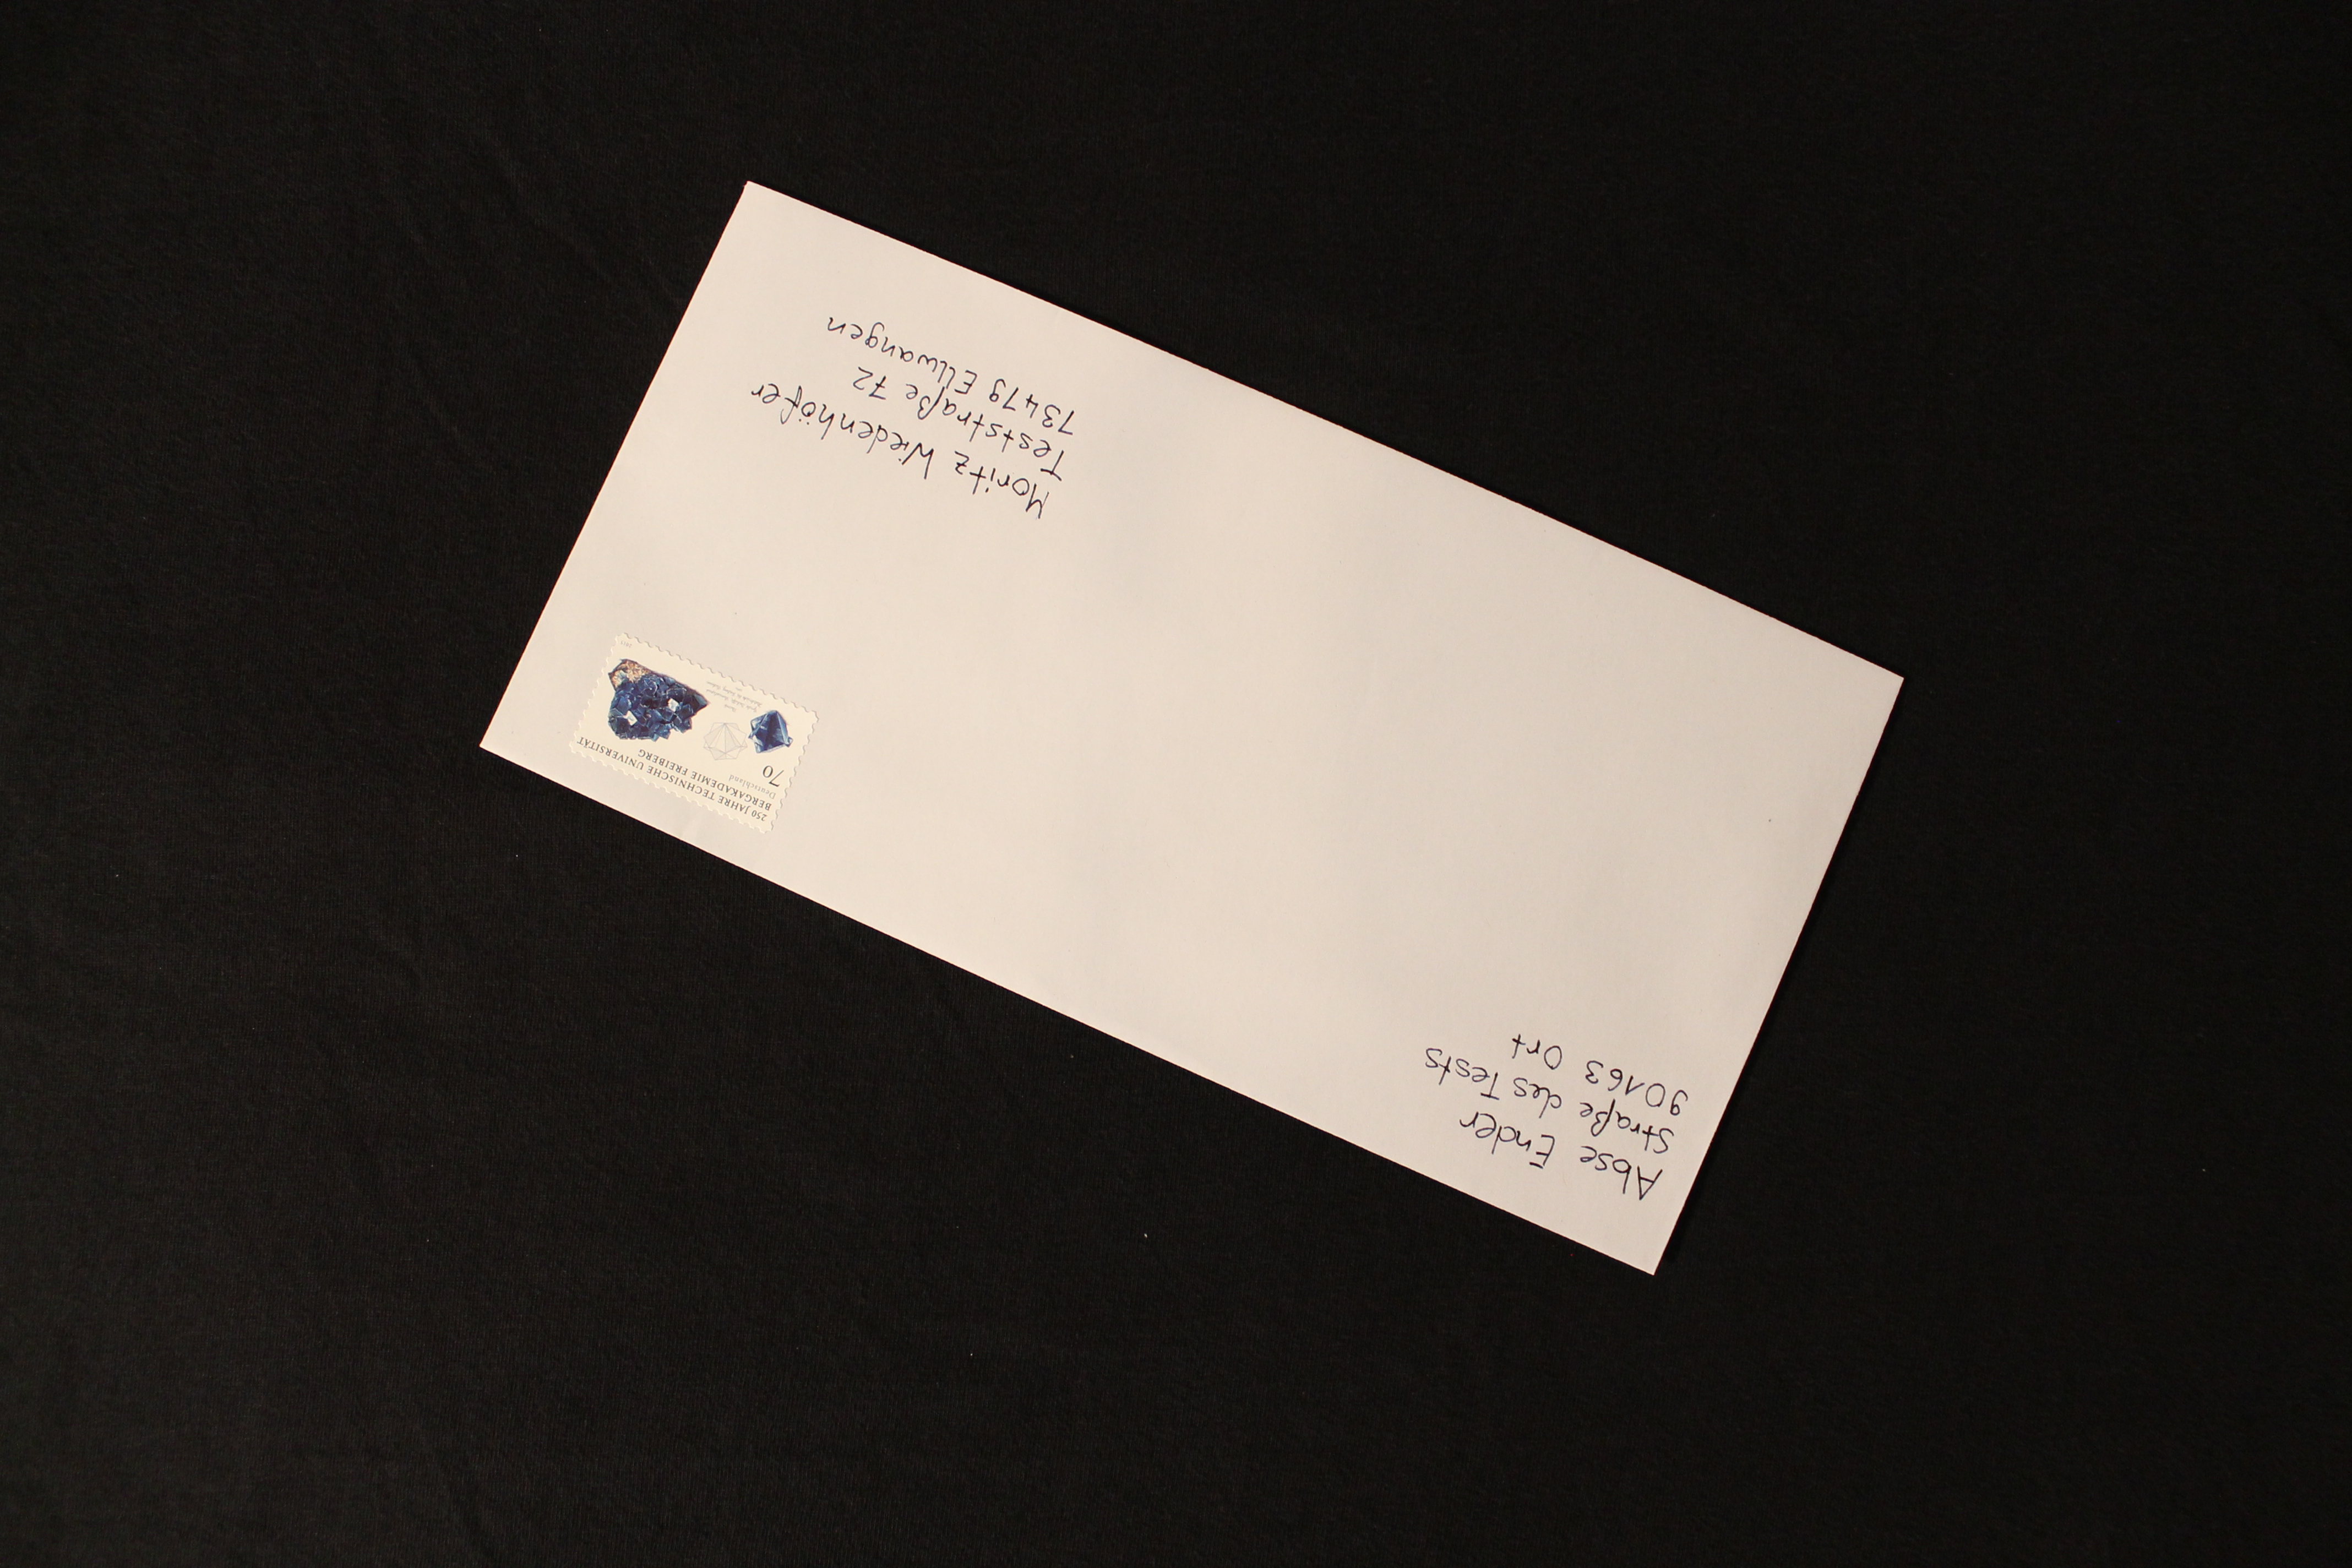 Abse Ender
Straße des Tests
90163 Ort
250 JAHRE TECHNISCHE UNIVERSITÄT
BERGAKADEMIE FREIBERG
Deutschland
70
Moritz Wiedenhöfer
Teststraße 72
73479 Ellwangen